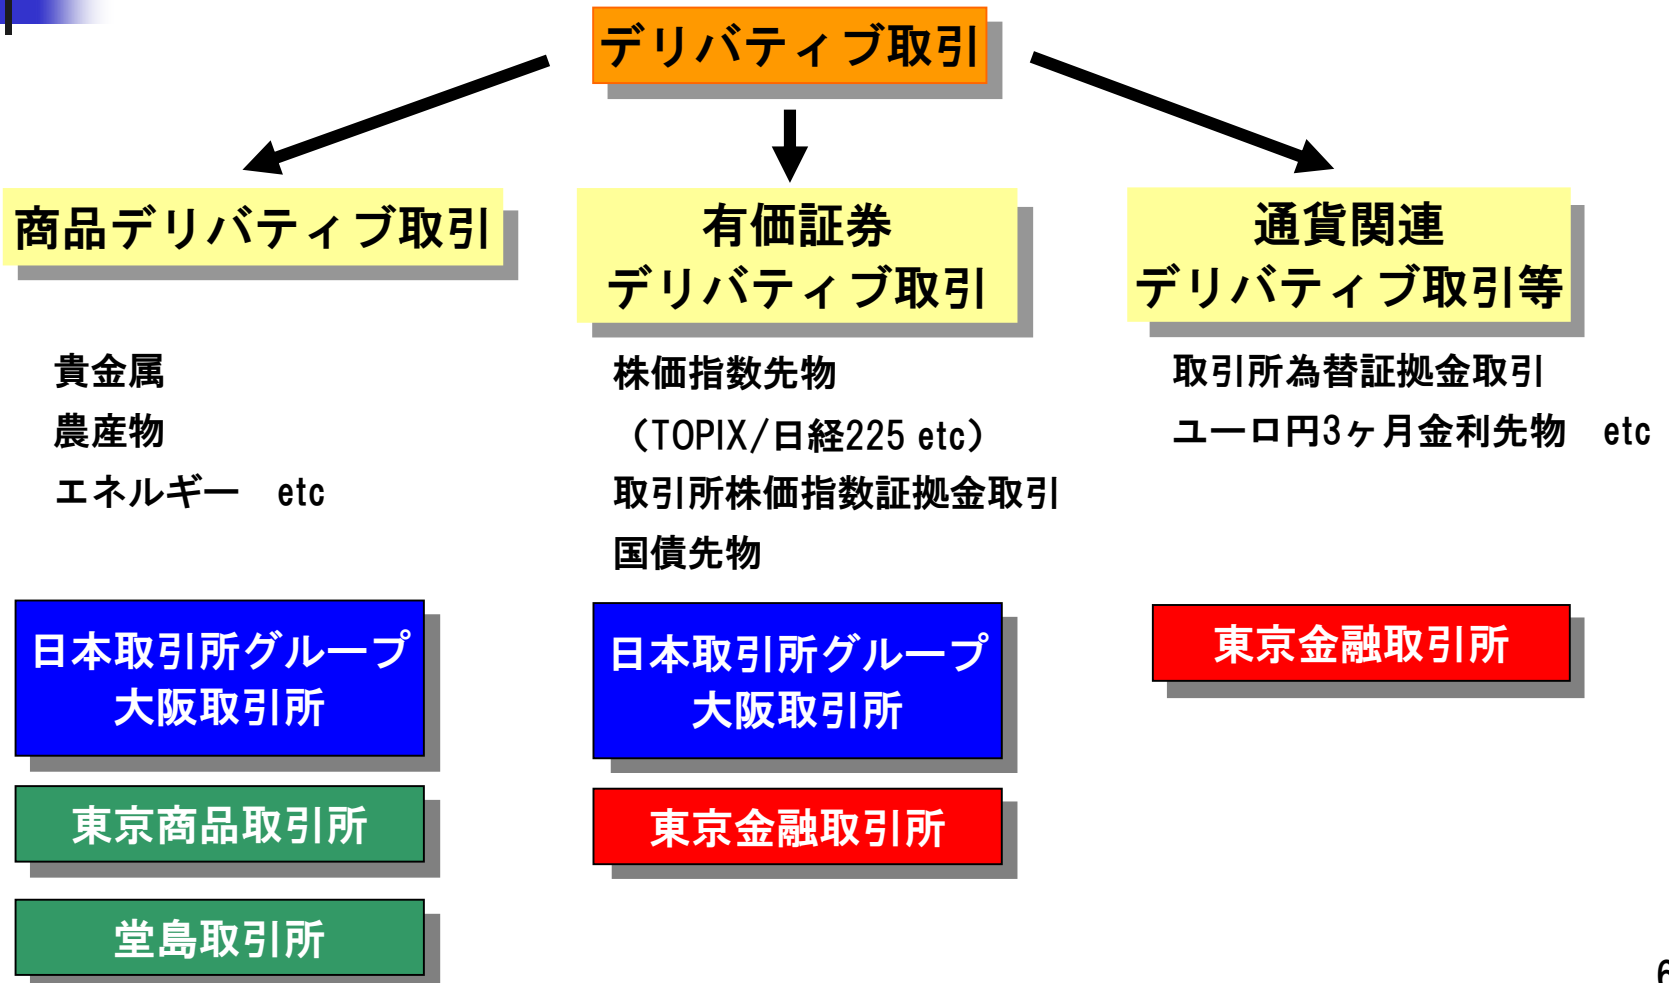 デリバティブ取引
商品デリバティブ取引
貴金属
農産物
エネルギー　etc
日本取引所グループ
大阪取引所
東京商品取引所
堂島取引所
有価証券
デリバティブ取引
株価指数先物
（TOPIX/日経225 etc）
取引所株価指数証拠金取引
国債先物
日本取引所グループ
大阪取引所
東京金融取引所
通貨関連
デリバティブ取引等
取引所為替証拠金取引
ユーロ円3ヶ月金利先物　etc
東京金融取引所
6